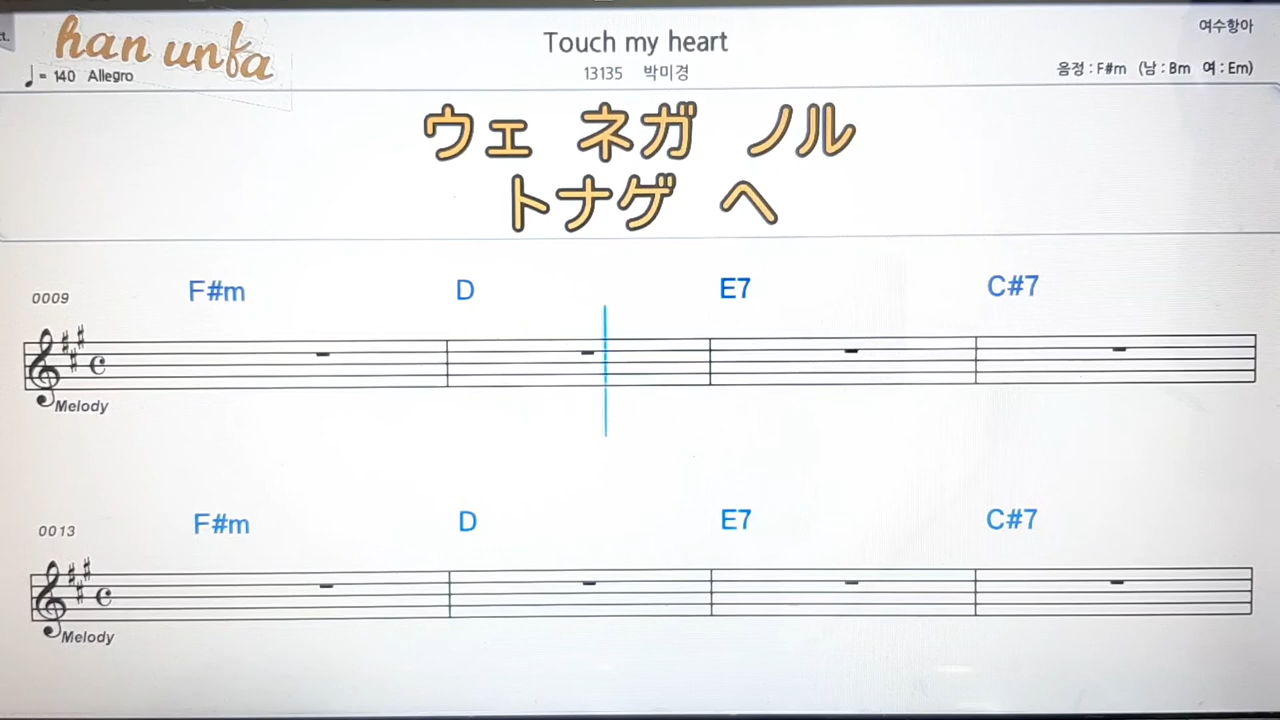 ct.
han unfa
Touch my heart
여수항아
♩ = 140 Allegro
13135 박미경
음정 : F#m (남 : Bm 여 : Em)
ウェ ネガ ノル
トナゲ ヘ
F#m D E7 C#7
0009
Melody
F#m D E7 C#7
0013
Melody